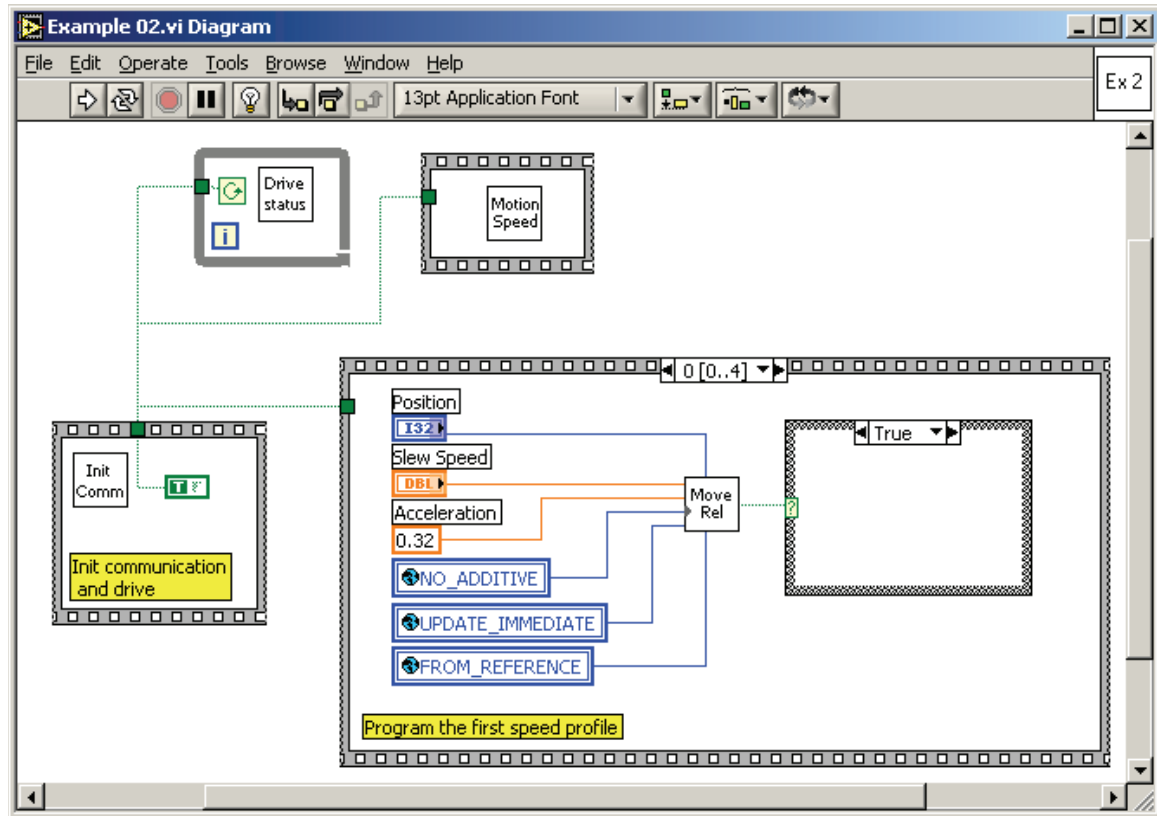 Example 02.vi Diagram
File Edit Operate Tools Browse Window Help
13pt Application Font
Ex 2
Drive
status
i
Motion
Speed
0 [0..4]
Position
I32
Slew Speed
DBL
Acceleration
0.32
NO_ADDITIVE
UPDATE_IMMEDIATE
FROM_REFERENCE
Move
Rel
True
?
Program the first speed profile
Init
Comm
T
Init communication
and drive